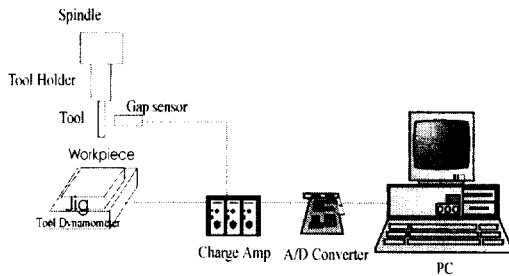 Spindle
Tool Holder
Tool
Gap sensor
Workpiece
Jig
Tool Dynamometer
Charge Amp
A/D Converter
PC